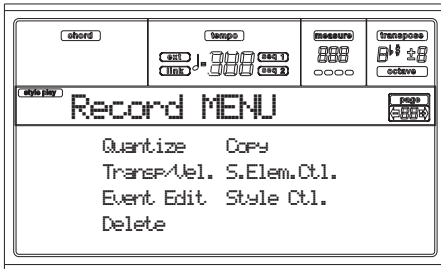 chord tempo measure transpose
ext seq 1
link seq 2
octave
style play Record MENU page
Quantize Copy
Transp/Vel. S.Elem.Ctl.
Event Edit Style Ctl.
Delete